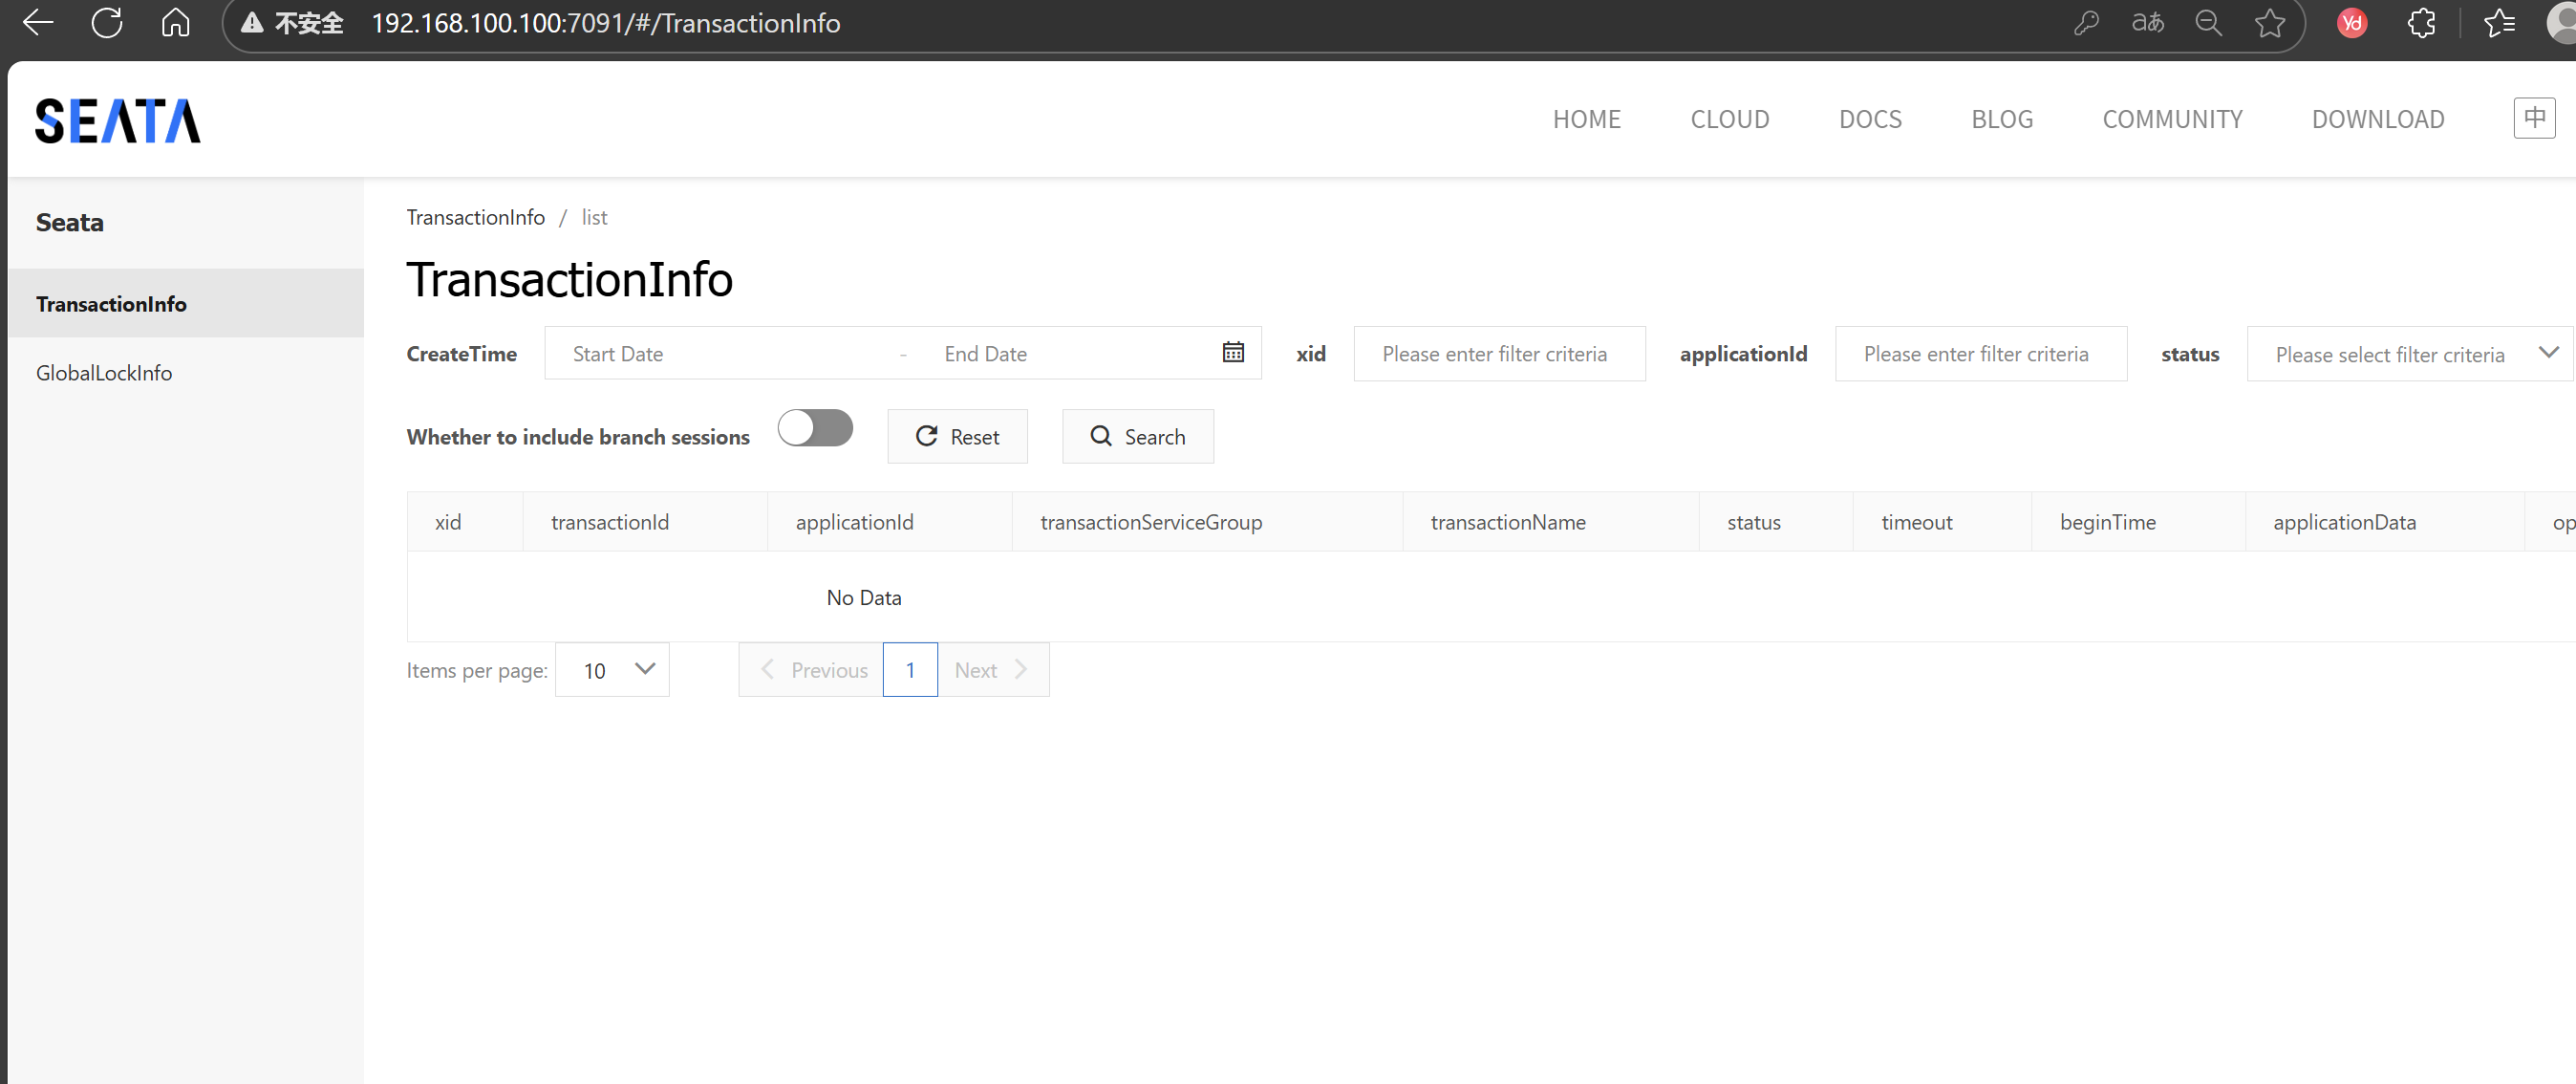 不安全 192.168.100.100:7091/#/TransactionInfo aあ Yd
SEATA HOME CLOUD DOCS BLOG COMMUNITY DOWNLOAD 中
Seata
TransactionInfo
GlobalLockInfo
TransactionInfo / list
TransactionInfo
CreateTime Start Date - End Date xid Please enter filter criteria applicationId Please enter filter criteria status Please select filter criteria
Whether to include branch sessions Reset Search
xid transactionId applicationId transactionServiceGroup transactionName status timeout beginTime applicationData op
No Data
Items per page: 10 Previous 1 Next